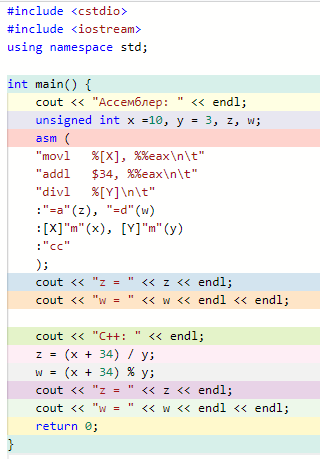 #include <cstdio>
#include <iostream>
using namespace std;
int main() {
cout << "Ассемблер: " << endl;
unsigned int x =10, y = 3, z, w;
asm (
"movl   %[X], %%eax\n\t"
"addl   $34, %%eax\n\t"
"divl   %[Y]\n\t"
:"=a"(z), "=d"(w)
:[X]"m"(x), [Y]"m"(y)
:"cc"
);
cout << "z = " << z << endl;
cout << "w = " << w << endl << endl;
cout << "C++: " << endl;
z = (x + 34) / y;
w = (x + 34) % y;
cout << "z = " << z << endl;
cout << "w = " << w << endl << endl;
return 0;
}